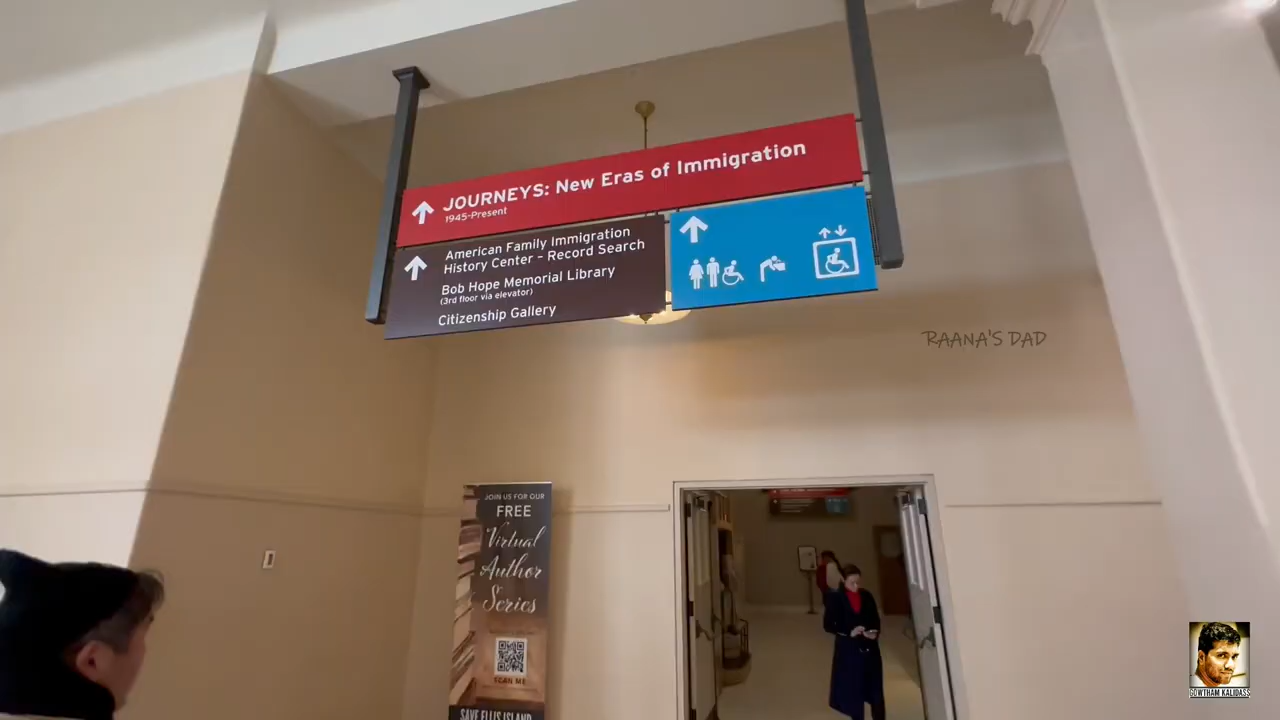 JOURNEYS: New Eras of Immigration
1945-Present
American Family Immigration
History Center - Record Search
Bob Hope Memorial Library
(3rd floor via elevator)
Citizenship Gallery
RAANA'S DAD
JOIN US FOR OUR
FREE
Virtual
Author
Series
SCAN ME
SAVE ELLIS ISLAND
GOWTHAM KALIDASS